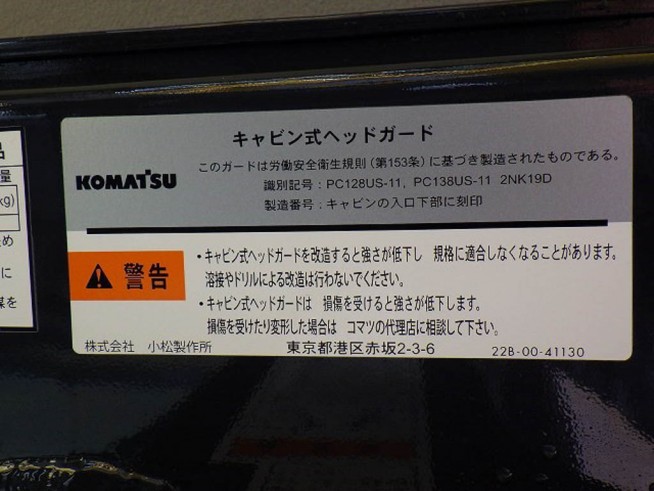 キャビン式ヘッドガード
このガードは労働安全衛生規則(第153条)に基づき製造されたものである。
KOMATSU
識別記号:PC128US-11, PC138US-11 2NK19D
製造番号:キャビンの入口下部に刻印
警告
・キャビン式ヘッドガードを改造すると強さが低下し 規格に適合しなくなることがあります。
溶接やドリルによる改造は行わないでください。
・キャビン式ヘッドガードは 損傷を受けると強さが低下します。
損傷を受けたり変形した場合は コマツの代理店に相談して下さい。
株式会社 小松製作所 東京都港区赤坂2-3-6 22B-00-41130
品
量
kg)
め
に
を